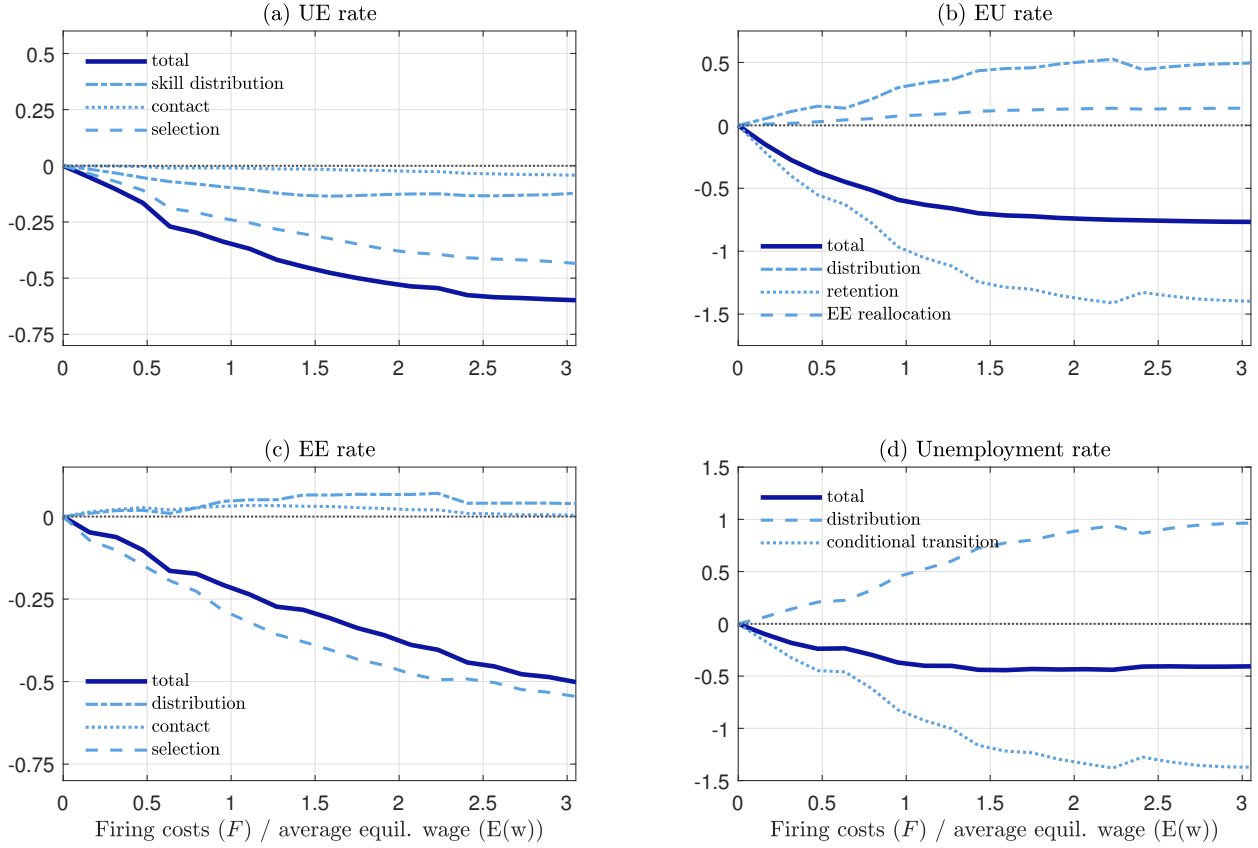 (a) UE rate
0.5
0.25
0
-0.25
-0.5
-0.75
total
skill distribution
contact
selection
0 0.5 1 1.5 2 2.5 3
(b) EU rate
0.5
0
-0.5
-1
-1.5
total
distribution
retention
EE reallocation
0 0.5 1 1.5 2 2.5 3
(c) EE rate
0
-0.25
-0.5
-0.75
total
distribution
contact
selection
0 0.5 1 1.5 2 2.5 3
Firing costs (F) / average equil. wage (E(w))
(d) Unemployment rate
1.5
1
0.5
0
-0.5
-1
-1.5
total
distribution
conditional transition
0 0.5 1 1.5 2 2.5 3
Firing costs (F) / average equil. wage (E(w))